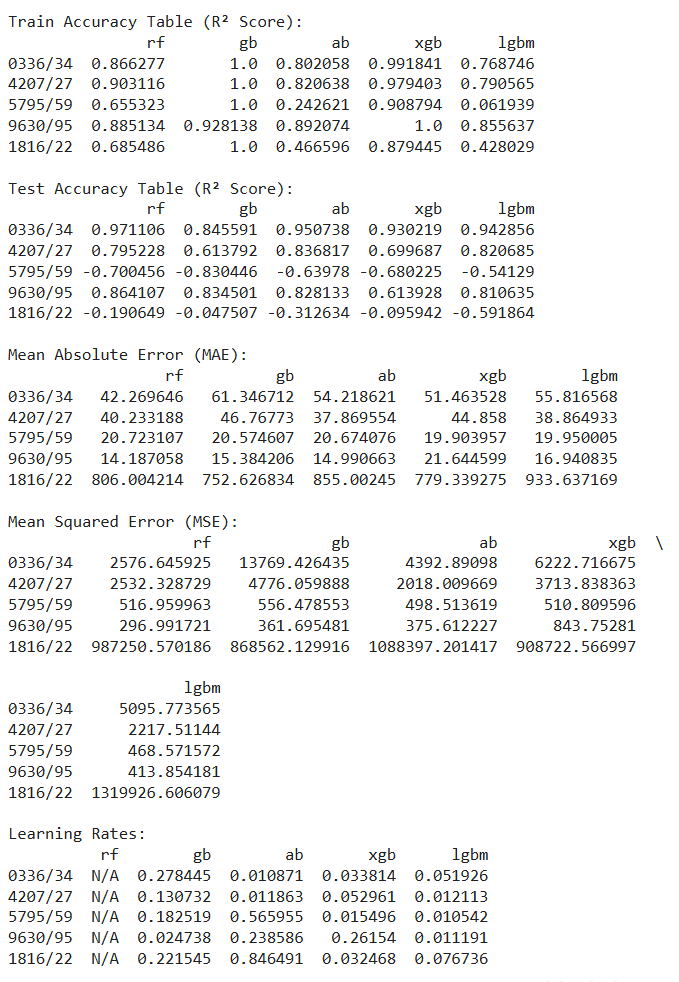 Train Accuracy Table (R² Score):
rf gb ab xgb lgbm
0336/34 0.866277 1.0 0.802058 0.991841 0.768746
4207/27 0.903116 1.0 0.820638 0.979403 0.790565
5795/59 0.655323 1.0 0.242621 0.908794 0.061939
9630/95 0.885134 0.928138 0.892074 1.0 0.855637
1816/22 0.685486 1.0 0.466596 0.879445 0.428029
Test Accuracy Table (R² Score):
rf gb ab xgb lgbm
0336/34 0.971106 0.845591 0.950738 0.930219 0.942856
4207/27 0.795228 0.613792 0.836817 0.699687 0.820685
5795/59 -0.700456 -0.830446 -0.63978 -0.680225 -0.54129
9630/95 0.864107 0.834501 0.828133 0.613928 0.810635
1816/22 -0.190649 -0.047507 -0.312634 -0.095942 -0.591864
Mean Absolute Error (MAE):
rf gb ab xgb lgbm
0336/34 42.269646 61.346712 54.218621 51.463528 55.816568
4207/27 40.233188 46.76773 37.869554 44.858 38.864933
5795/59 20.723107 20.574607 20.674076 19.903957 19.950005
9630/95 14.187058 15.384206 14.990663 21.644599 16.940835
1816/22 806.004214 752.626834 855.00245 779.339275 933.637169
Mean Squared Error (MSE):
rf gb ab xgb \
0336/34 2576.645925 13769.426435 4392.89098 6222.716675
4207/27 2532.328729 4776.059888 2018.009669 3713.838363
5795/59 516.959963 556.478553 498.513619 510.809596
9630/95 296.991721 361.695481 375.612227 843.75281
1816/22 987250.570186 868562.129916 1088397.201417 908722.566997
lgbm
0336/34 5095.773565
4207/27 2217.51144
5795/59 468.571572
9630/95 413.854181
1816/22 1319926.606079
Learning Rates:
rf gb ab xgb lgbm
0336/34 N/A 0.278445 0.010871 0.033814 0.051926
4207/27 N/A 0.130732 0.011863 0.052961 0.012113
5795/59 N/A 0.182519 0.565955 0.015496 0.010542
9630/95 N/A 0.024738 0.238586 0.26154 0.011191
1816/22 N/A 0.221545 0.846491 0.032468 0.076736